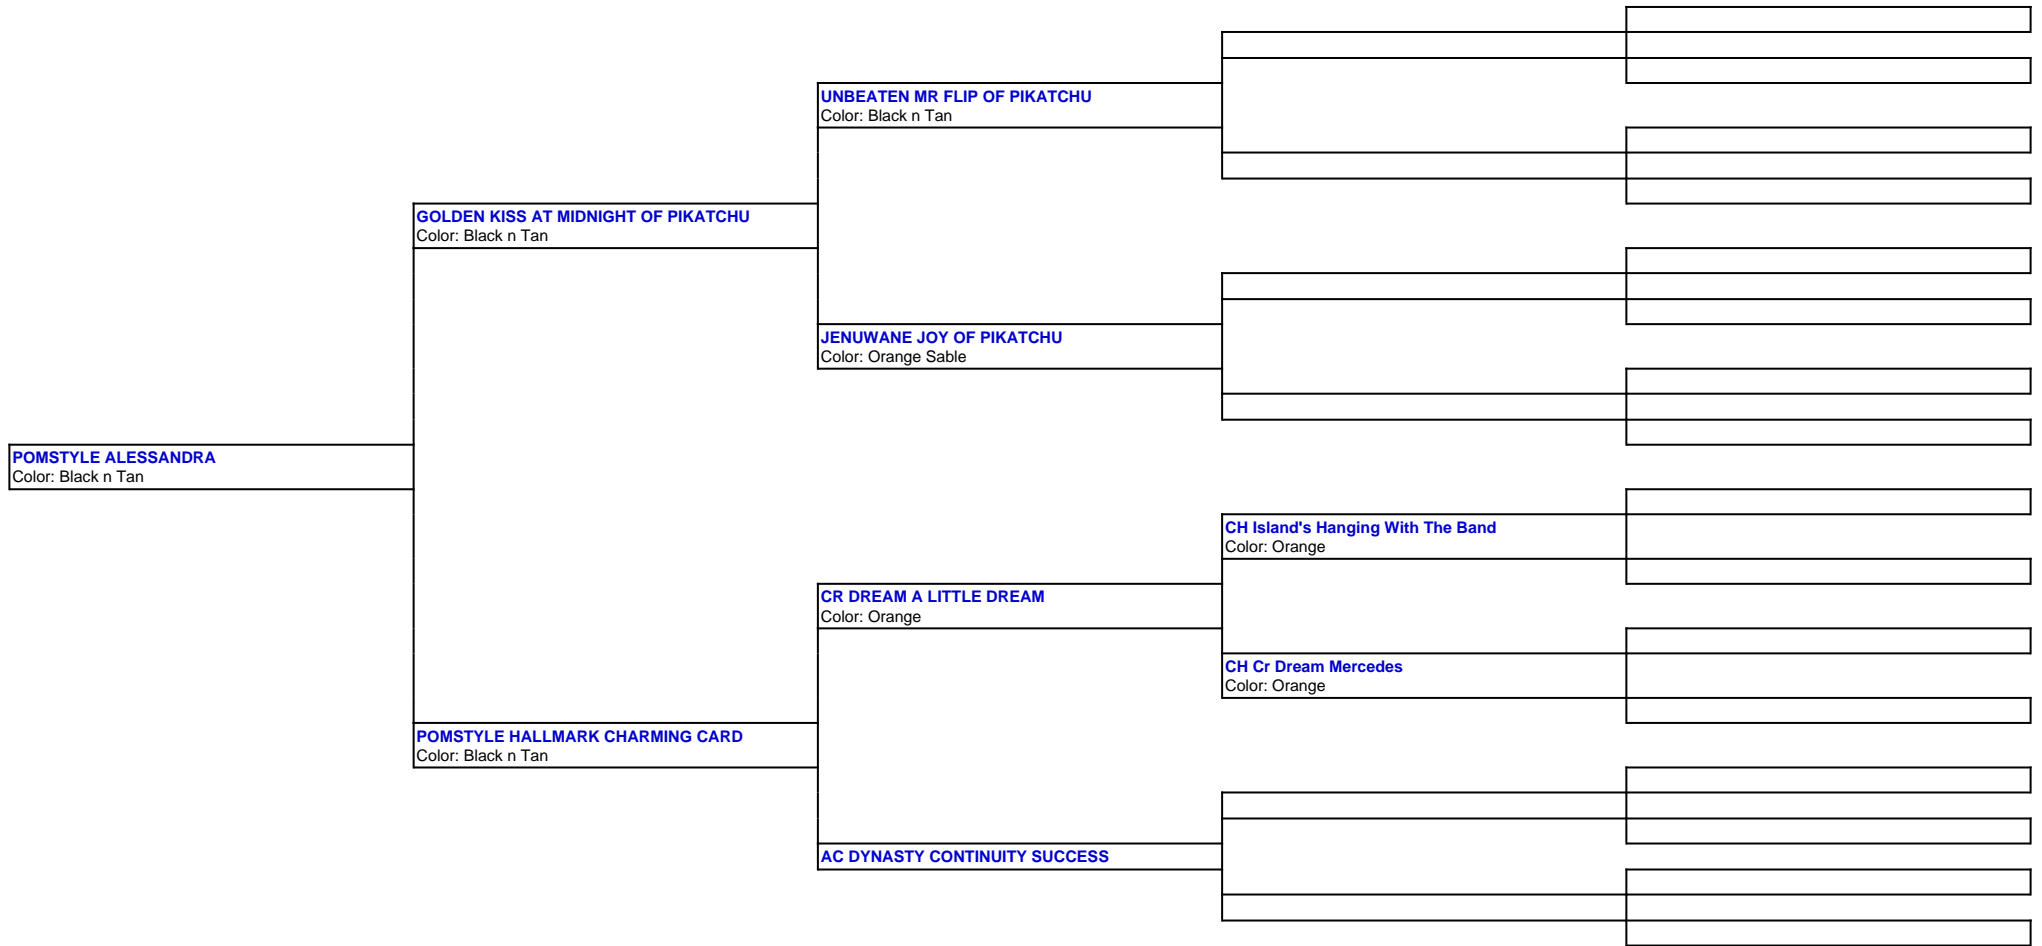 UNBEATEN MR FLIP OF PIKATCHU
Color: Black n Tan
GOLDEN KISS AT MIDNIGHT OF PIKATCHU
Color: Black n Tan
JENUWANE JOY OF PIKATCHU
Color: Orange Sable
POMSTYLE ALESSANDRA
Color: Black n Tan
CH Island's Hanging With The Band
Color: Orange
CR DREAM A LITTLE DREAM
Color: Orange
CH Cr Dream Mercedes
Color: Orange
POMSTYLE HALLMARK CHARMING CARD
Color: Black n Tan
AC DYNASTY CONTINUITY SUCCESS